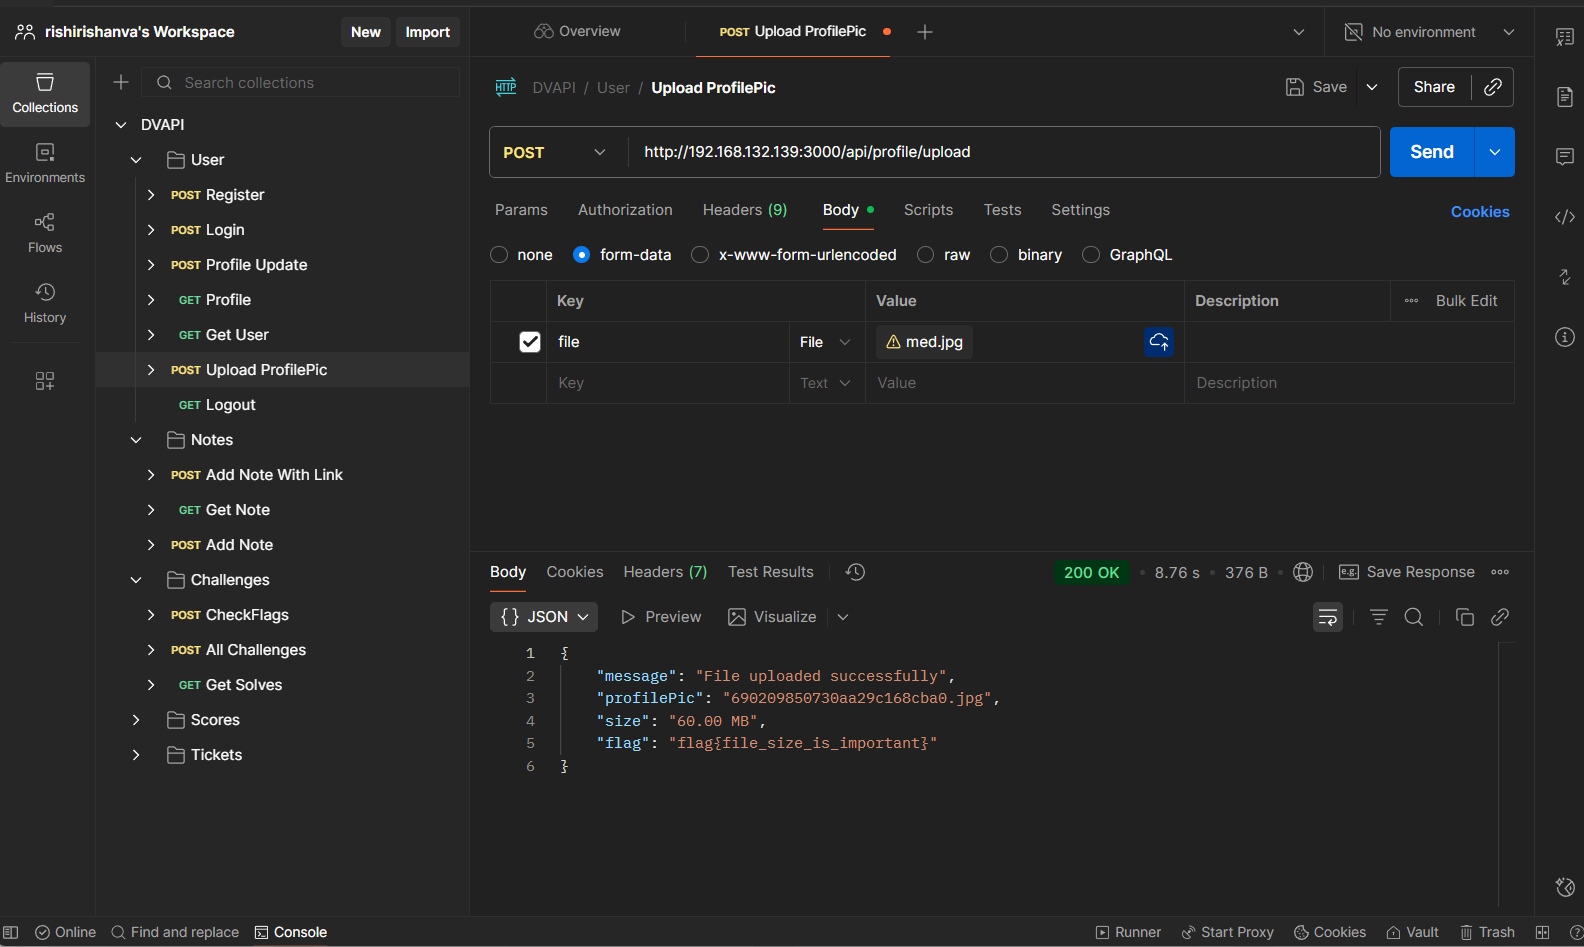 rishirishanva's Workspace
New
Import
Overview
POST Upload ProfilePic
No environment
Collections
Environments
Flows
History
Search collections
DVAPI
User
POST Register
POST Login
POST Profile Update
GET Profile
GET Get User
POST Upload ProfilePic
GET Logout
Notes
POST Add Note With Link
GET Get Note
POST Add Note
Challenges
POST CheckFlags
POST All Challenges
GET Get Solves
Scores
Tickets
HTTP DVAPI / User / Upload ProfilePic
Save
Share
POST http://192.168.132.139:3000/api/profile/upload
Send
Params Authorization Headers (9) Body Scripts Tests Settings
Cookies
none form-data x-www-form-urlencoded raw binary GraphQL
Key Value Description Bulk Edit
file File med.jpg
Key Text Value Description
Body Cookies Headers (7) Test Results
200 OK • 8.76 s • 376 B •
e.g. Save Response
{} JSON Preview Visualize
1 {
2 "message": "File uploaded successfully",
3 "profilePic": "690209850730aa29c168cba0.jpg",
4 "size": "60.00 MB",
5 "flag": "flag{file_size_is_important}"
6 }
Online Find and replace Console
Runner Start Proxy Cookies Vault Trash